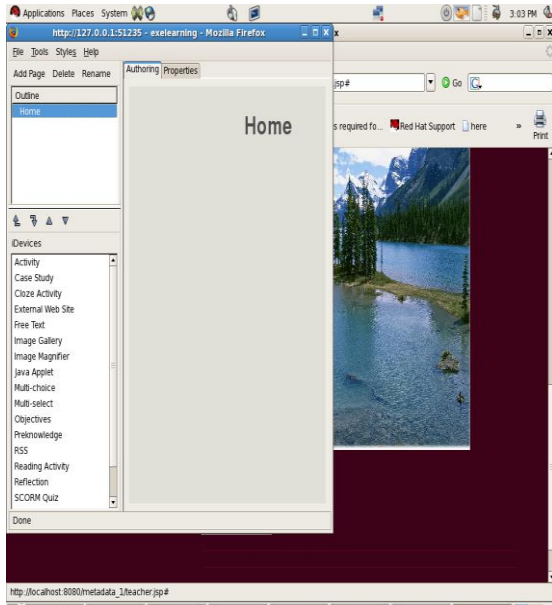 Applications Places System
3:03 PM
http://127.0.0.1:51235 - exelearning - Mozilla Firefox
x
File Tools Styles Help
Add Page Delete Rename
Authoring Properties
jsp#
Go
Outline
Home
Home
s required fo...
Red Hat Support
here
»
Print
iDevices
Activity
Case Study
Cloze Activity
External Web Site
Free Text
Image Gallery
Image Magnifier
Java Applet
Multi-choice
Multi-select
Objectives
Preknowledge
RSS
Reading Activity
Reflection
SCORM Quiz
Done
http://localhost:8080/metadata_1/teacher.jsp#